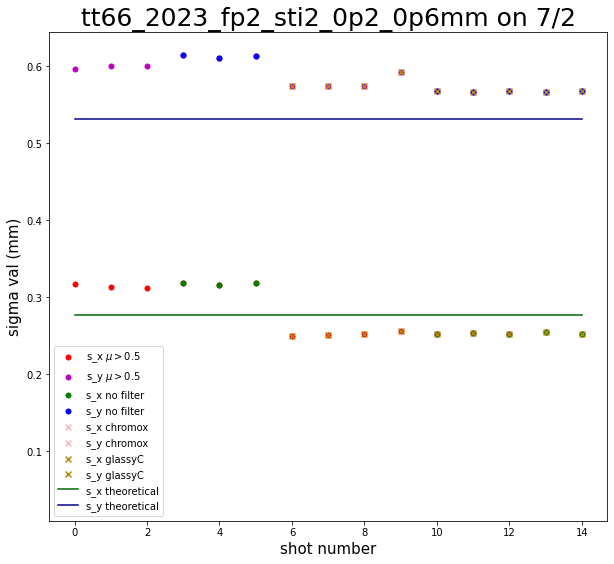 tt66_2023_fp2_sti2_0p2_0p6mm on 7/2
sigma val (mm)
0.6
0.5
0.4
0.3
0.2
0.1
s_x μ > 0.5
s_y μ > 0.5
s_x no filter
s_y no filter
s_x chromox
s_y chromox
s_x glassyC
s_y glassyC
s_x theoretical
s_y theoretical
0 2 4 6 8 10 12 14
shot number